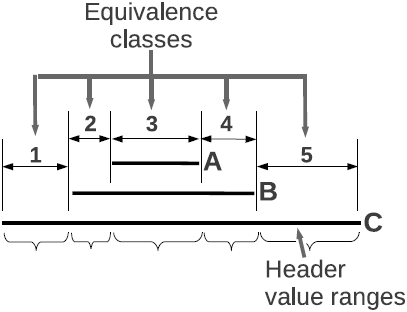 Equivalence
classes
2 3 4
1 5
A
B
C
Header
value ranges